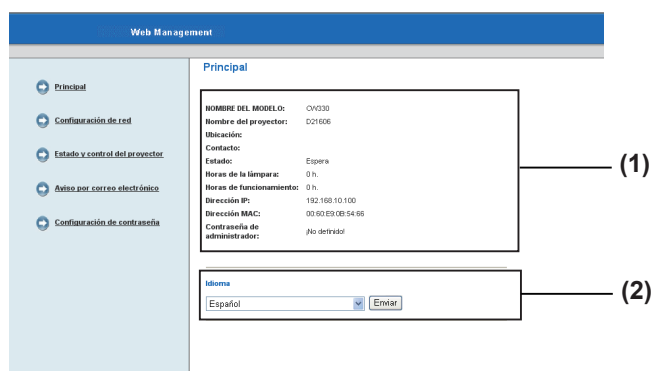 Web Management
Principal
Configuración de red
Estado y control del proyector
Aviso por correo electrónico
Configuración de contraseña
Principal
NOMBRE DEL MODELO: CW330
Nombre del proyector: D21606
Ubicación:
Contacto:
Estado: Espera
Horas de la lámpara: 0 h.
Horas de funcionamiento: 0 h.
Dirección IP: 192.168.10.100
Dirección MAC: 00:60:E9:0B:54:66
Contraseña de
administrador: ¡No definido!
(1)
Idioma
Español Enviar
(2)